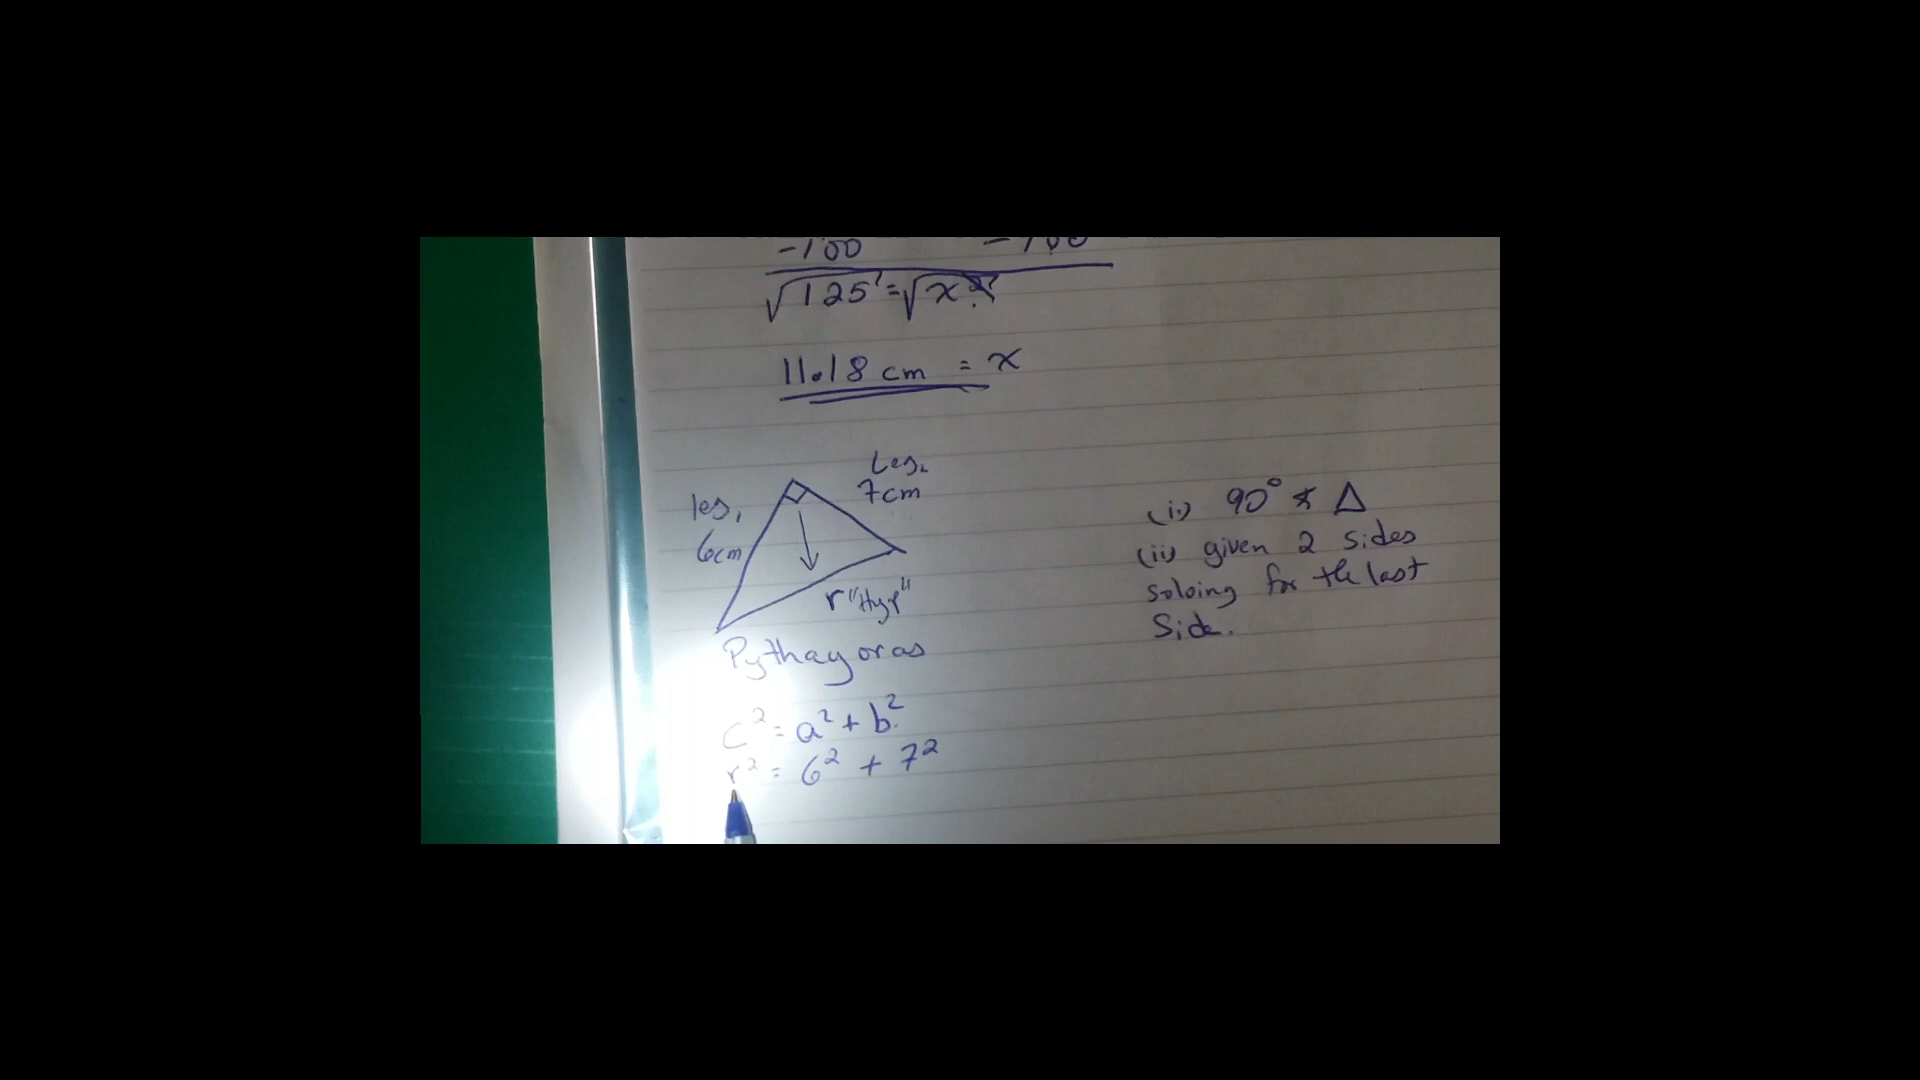 -100 -100
√125 = √x²
11.18 cm = x
Leg₂
7cm
leg₁
6cm
r "Hyp"
(i) 90° ∡ Δ
(ii) given 2 sides
solving for the last
Side.
Pythagoras
c² = a² + b²
r² = 6² + 7²